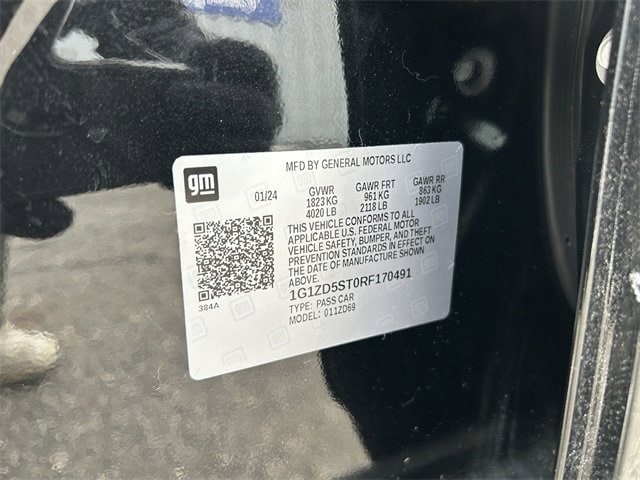 MFD BY GENERAL MOTORS LLC
gm
01/24 GVWR GAWR FRT GAWR RR
1823 KG 961 KG 863 KG
4020 LB 2118 LB 1902 LB
THIS VEHICLE CONFORMS TO ALL
APPLICABLE U.S. FEDERAL MOTOR
VEHICLE SAFETY, BUMPER, AND THEFT
PREVENTION STANDARDS IN EFFECT ON
THE DATE OF MANUFACTURE SHOWN
ABOVE.
384A
1G1ZD5ST0RF170491
TYPE: PASS CAR
MODEL: 011ZD69